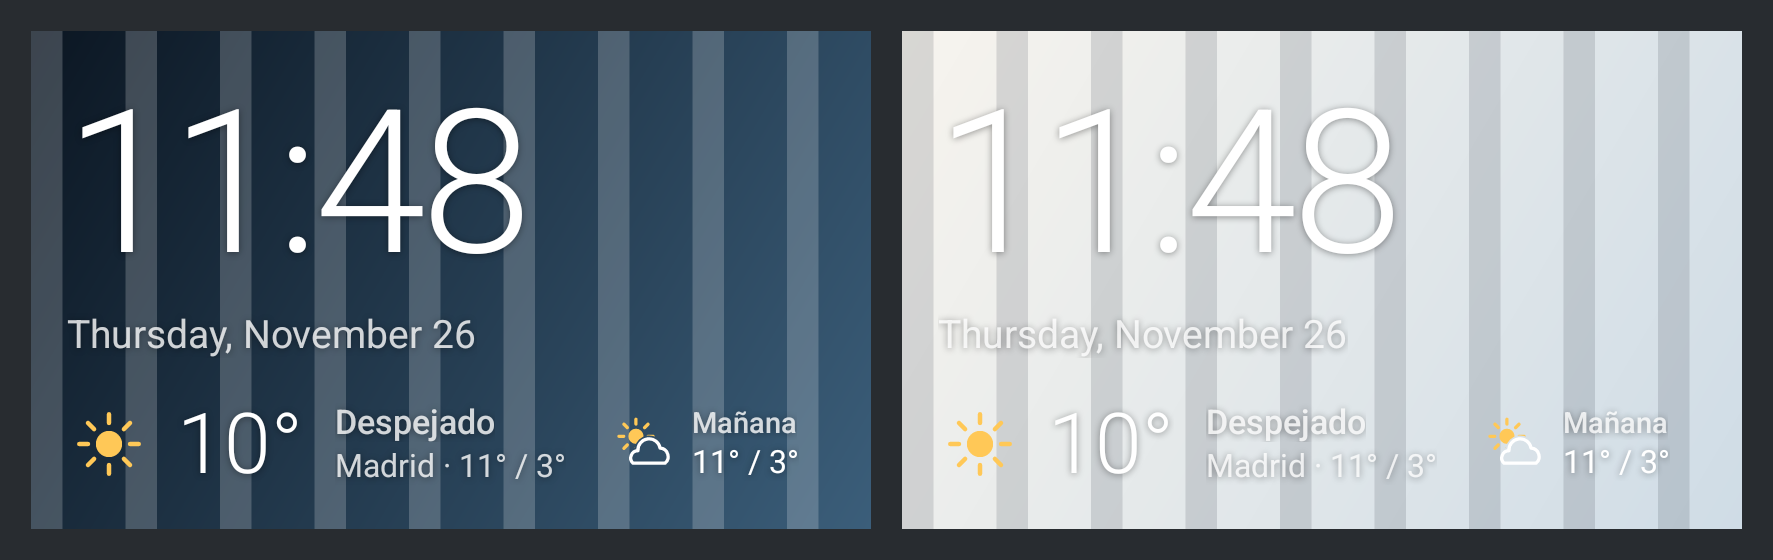 11:48
Thursday, November 26
10°
Despejado
Madrid · 11° / 3°
Mañana
11° / 3°
11:48
Thursday, November 26
10°
Despejado
Madrid · 11° / 3°
Mañana
11° / 3°